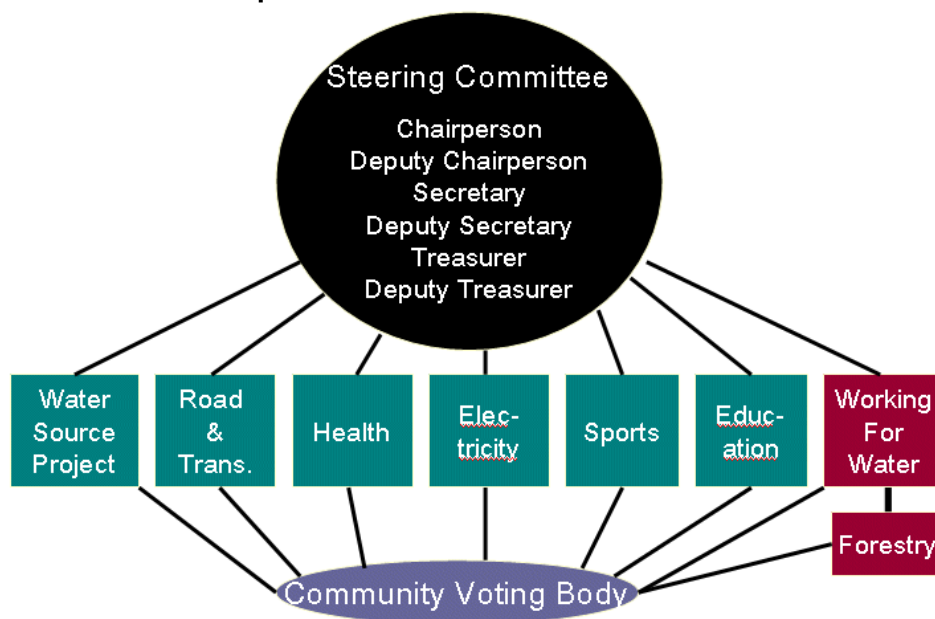 Steering Committee
Chairperson
Deputy Chairperson
Secretary
Deputy Secretary
Treasurer
Deputy Treasurer
Water
Source
Project
Road
&
Trans.
Health
Elec-
tricity
Sports
Educ-
ation
Working
For
Water
Forestry
Community Voting Body